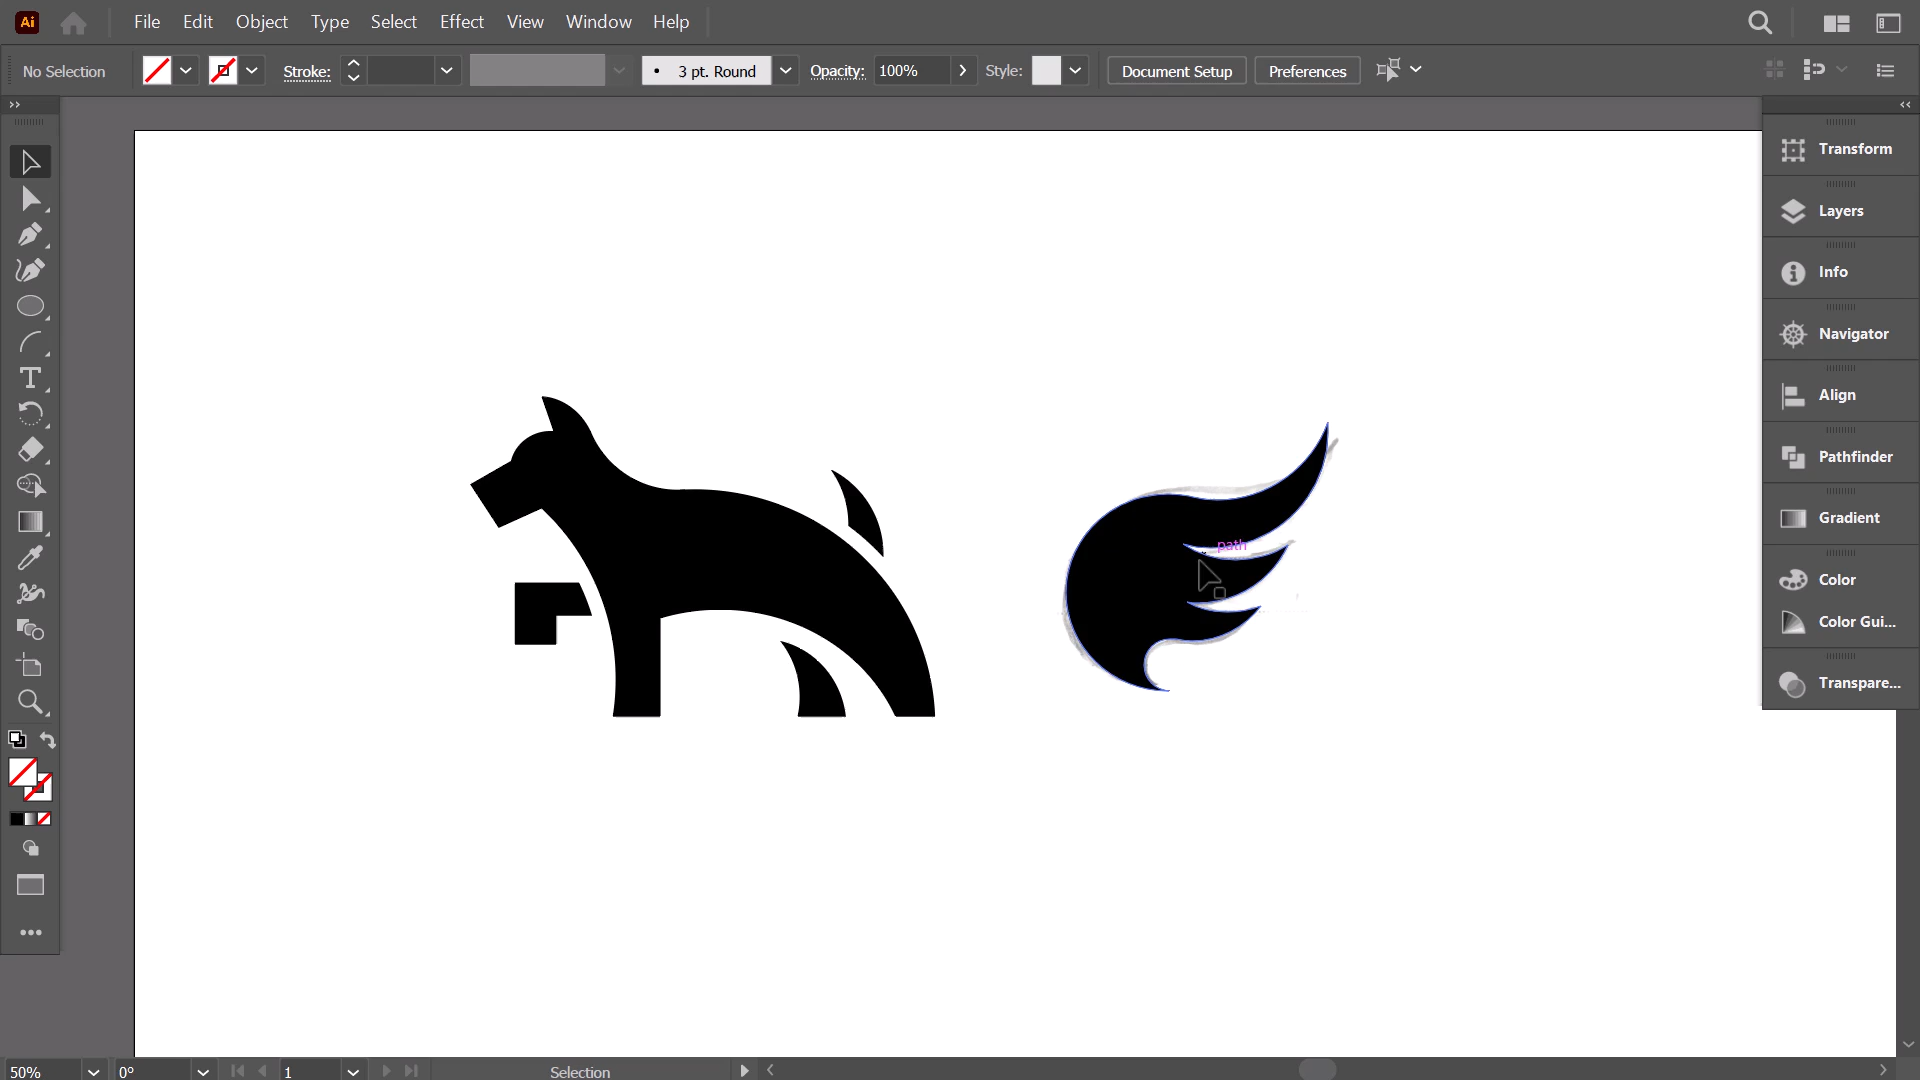 Ai File Edit Object Type Select Effect View Window Help
No Selection Stroke: 3 pt. Round Opacity: 100% Style: Document Setup Preferences
Transform
Layers
Info
Navigator
Align
Pathfinder
Gradient
path
Color
Color Gui...
Transpare...
50% 0° 1 Selection